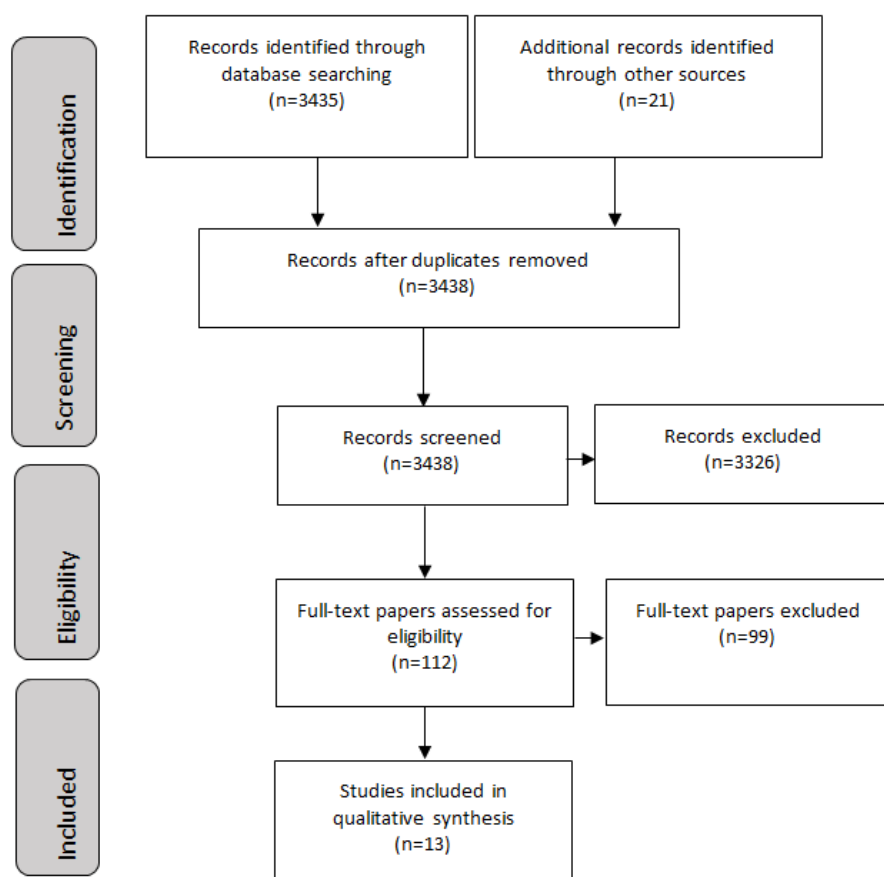 Identification
Records identified through
database searching
(n=3435)
Additional records identified
through other sources
(n=21)
Records after duplicates removed
(n=3438)
Screening
Records screened
(n=3438)
Records excluded
(n=3326)
Eligibility
Full-text papers assessed for
eligibility
(n=112)
Full-text papers excluded
(n=99)
Included
Studies included in
qualitative synthesis
(n=13)